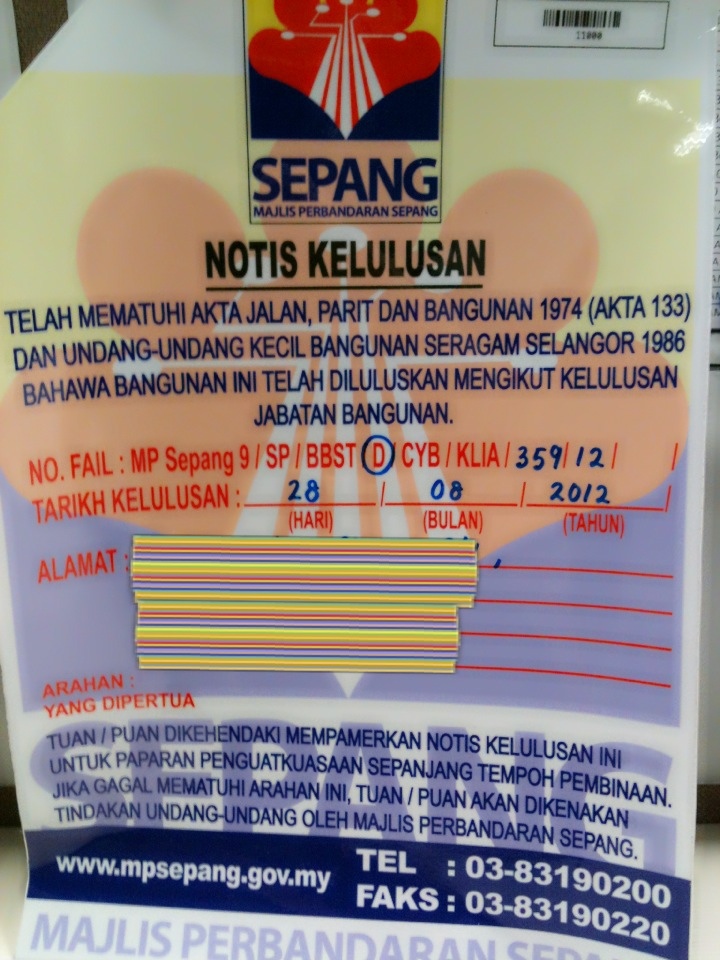 11000
SEPANG
MAJLIS PERBANDARAN SEPANG
NOTIS KELULUSAN
TELAH MEMATUHI AKTA JALAN, PARIT DAN BANGUNAN 1974 (AKTA 133)
DAN UNDANG-UNDANG KECIL BANGUNAN SERAGAM SELANGOR 1986
BAHAWA BANGUNAN INI TELAH DILULUSKAN MENGIKUT KELULUSAN
JABATAN BANGUNAN.
NO. FAIL : MP Sepang 9 / SP / BBST D CYB / KLIA / 359/ 12 / /
TARIKH KELULUSAN : 28 / 08 / 2012 /
(HARI) (BULAN) (TAHUN)
ALAMAT :
ARAHAN :
YANG DIPERTUA
TUAN / PUAN DIKEHENDAKI MEMPAMERKAN NOTIS KELULUSAN INI
UNTUK PAPARAN PENGUATKUASAAN SEPANJANG TEMPOH PEMBINAAN.
JIKA GAGAL MEMATUHI ARAHAN INI, TUAN / PUAN AKAN DIKENAKAN
TINDAKAN UNDANG-UNDANG OLEH MAJLIS PERBANDARAN SEPANG.
SEPANG
www.mpsepang.gov.my
TEL : 03-83190200
FAKS : 03-83190220
MAJLIS PERBANDARAN SEPANG